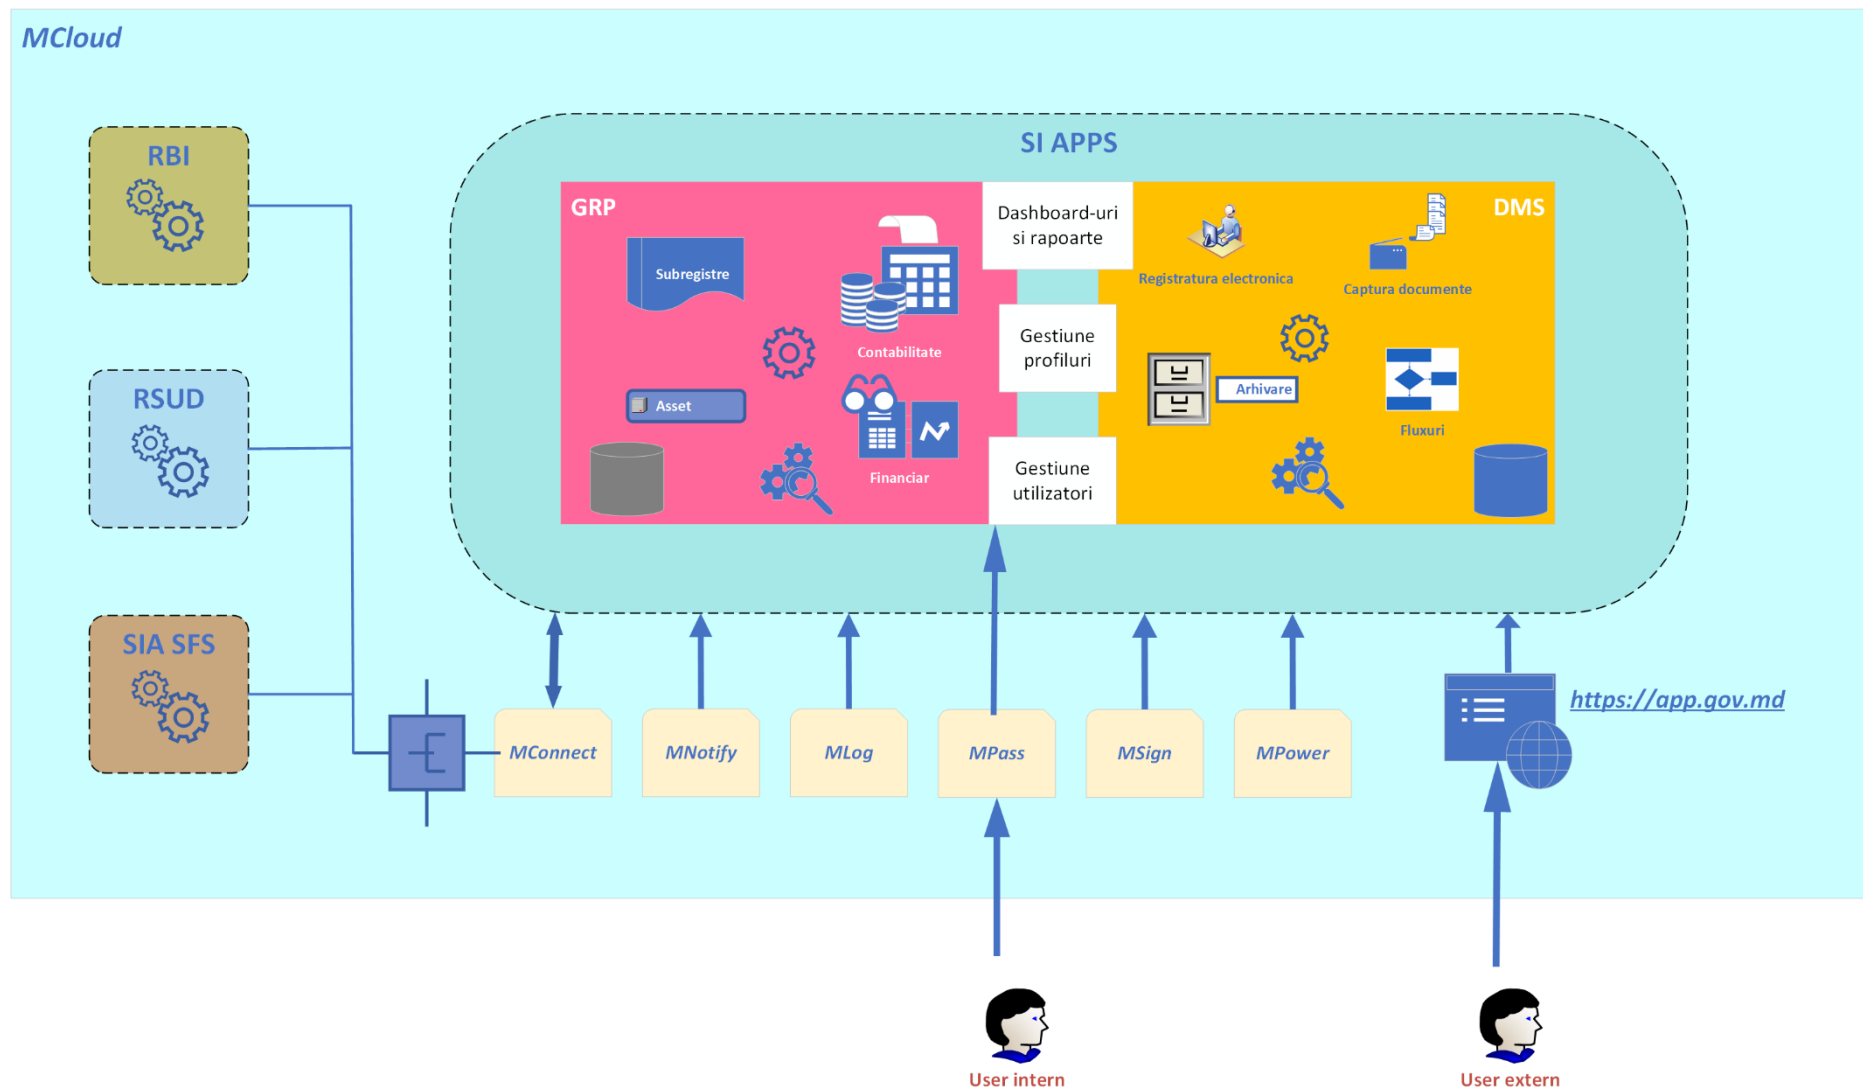 MCloud
RBI
RSUD
SIA SFS
SI APPS
GRP
Subregistre
Contabilitate
Asset
Financiar
Dashboard-uri
si rapoarte
Gestiune
profiluri
Gestiune
utilizatori
DMS
Registratura electronica
Captura documente
Arhivare
Fluxuri
MConnect
MNotify
MLog
MPass
MSign
MPower
https://app.gov.md
User intern
User extern